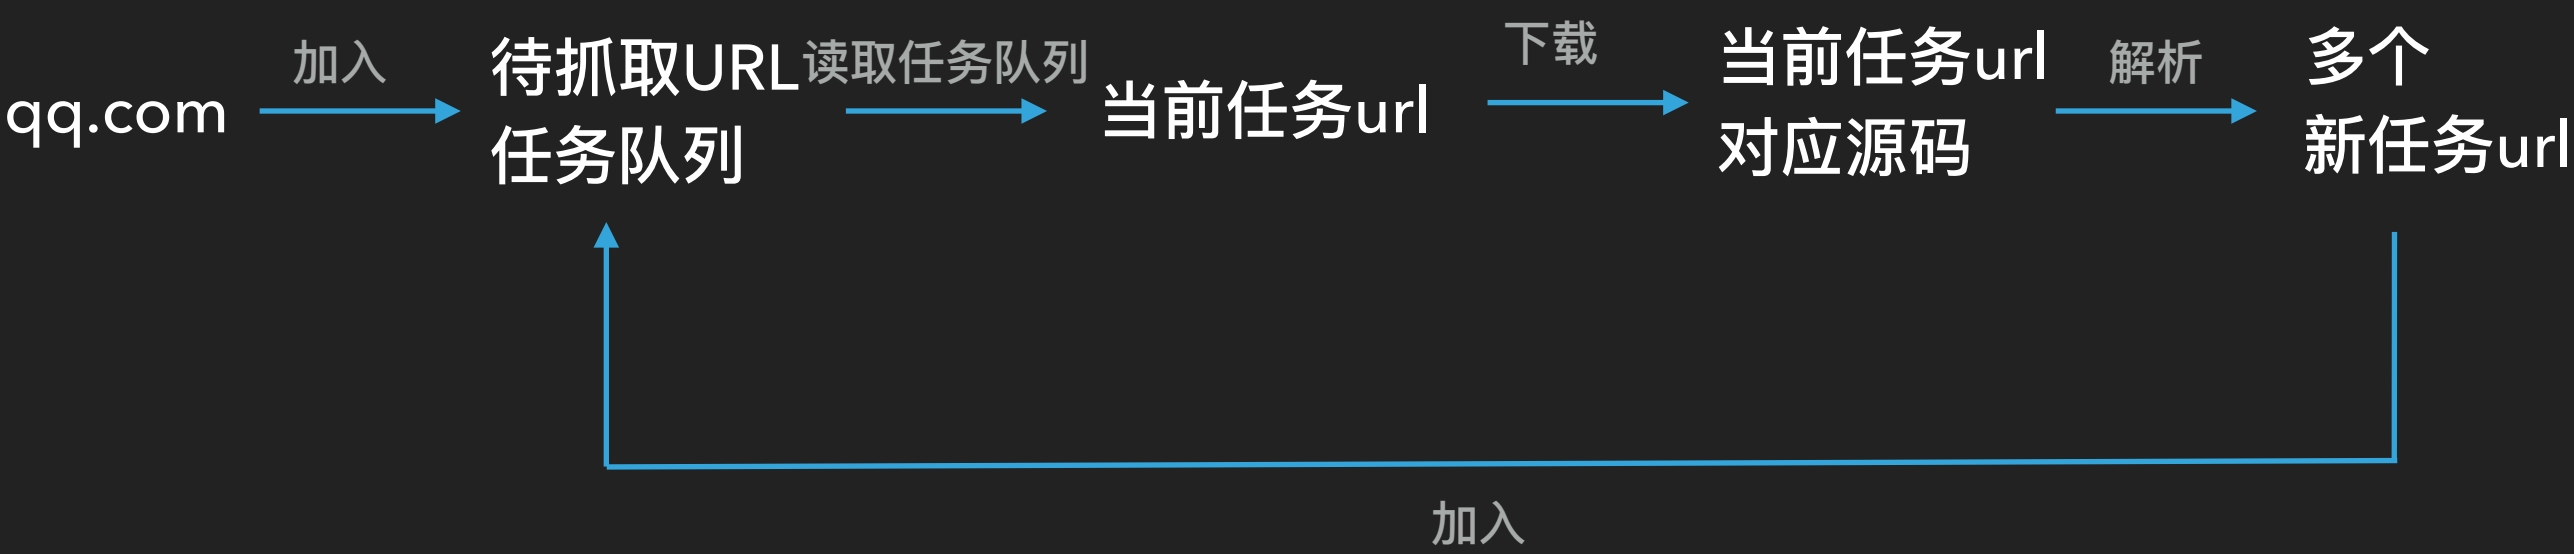 qq.com
加入
待抓取URL
任务队列
读取任务队列
当前任务url
下载
当前任务url
对应源码
解析
多个
新任务url
加入